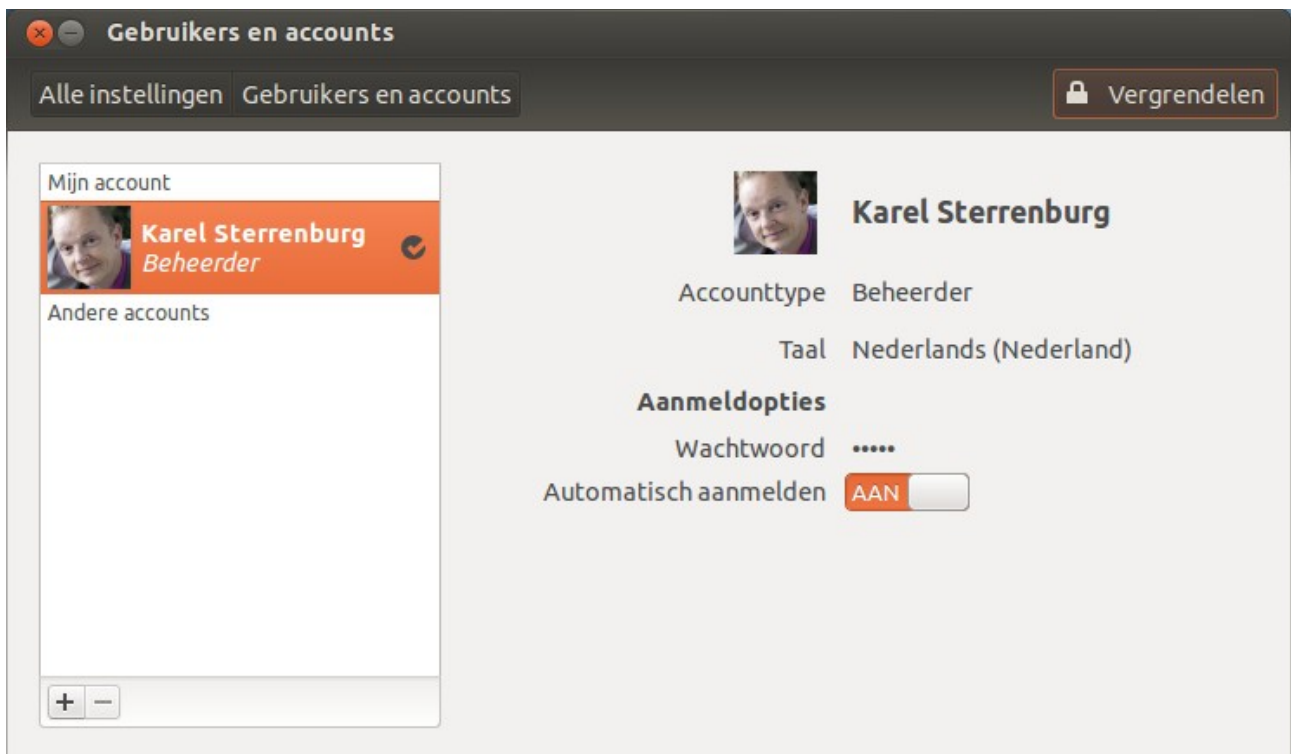 Gebruikers en accounts
Alle instellingen Gebruikers en accounts Vergrendelen
Mijn account
Karel Sterrenburg
Beheerder
Andere accounts
Karel Sterrenburg
Accounttype Beheerder
Taal Nederlands (Nederland)
Aanmeldopties
Wachtwoord •••••
Automatisch aanmelden AAN